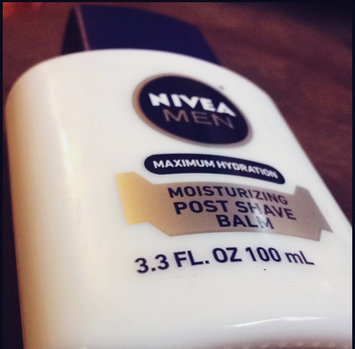 NIVEA
MEN
MAXIMUM HYDRATION
MOISTURIZING
POST SHAVE
BALM
3.3 FL. OZ 100 mL